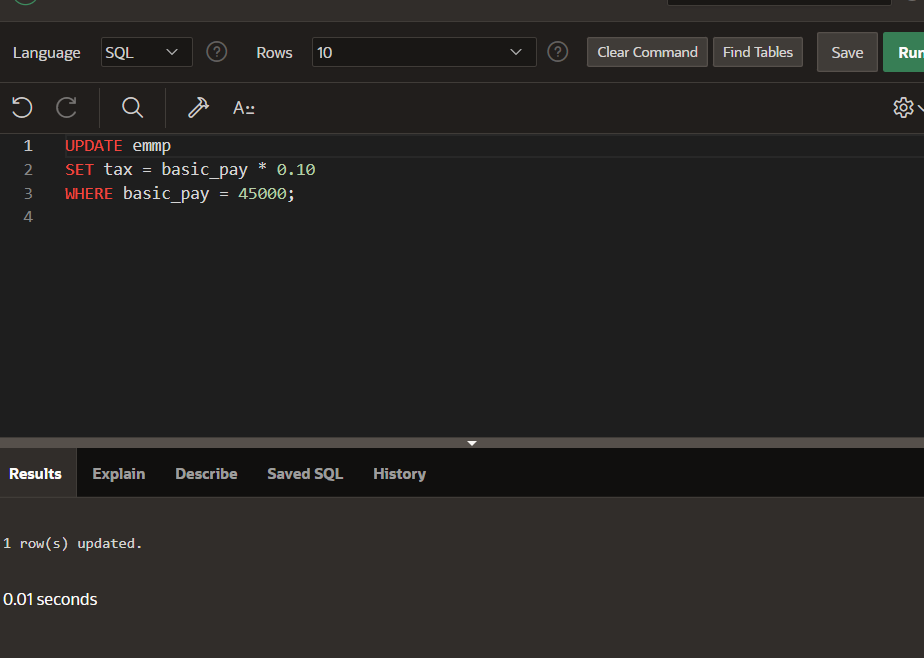 Language SQL Rows 10 Clear Command Find Tables Save Run
A::
1 UPDATE emmp
2 SET tax = basic_pay * 0.10
3 WHERE basic_pay = 45000;
4
Results Explain Describe Saved SQL History
1 row(s) updated.
0.01 seconds